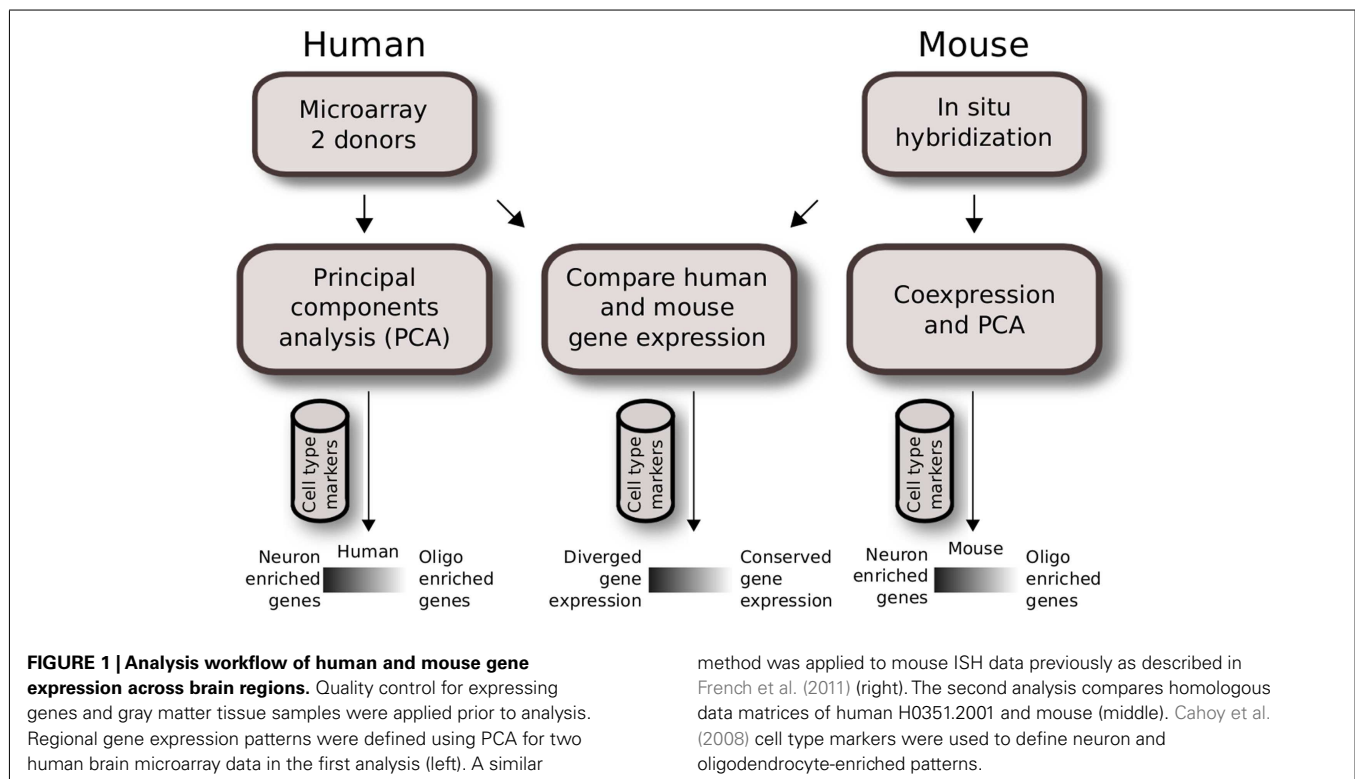 Human
Mouse
Microarray
2 donors
In situ
hybridization
Principal
components
analysis (PCA)
Compare human
and mouse
gene expression
Coexpression
and PCA
Cell type
markers
Cell type
markers
Cell type
markers
Neuron
enriched
genes
Human
Oligo
enriched
genes
Diverged
gene
expression
Conserved
gene
expression
Neuron
enriched
genes
Mouse
Oligo
enriched
genes
FIGURE 1 | Analysis workflow of human and mouse gene
expression across brain regions. Quality control for expressing
genes and gray matter tissue samples were applied prior to analysis.
Regional gene expression patterns were defined using PCA for two
human brain microarray data in the first analysis (left). A similar
method was applied to mouse ISH data previously as described in
French et al. (2011) (right). The second analysis compares homologous
data matrices of human H0351.2001 and mouse (middle). Cahoy et al.
(2008) cell type markers were used to define neuron and
oligodendrocyte-enriched patterns.